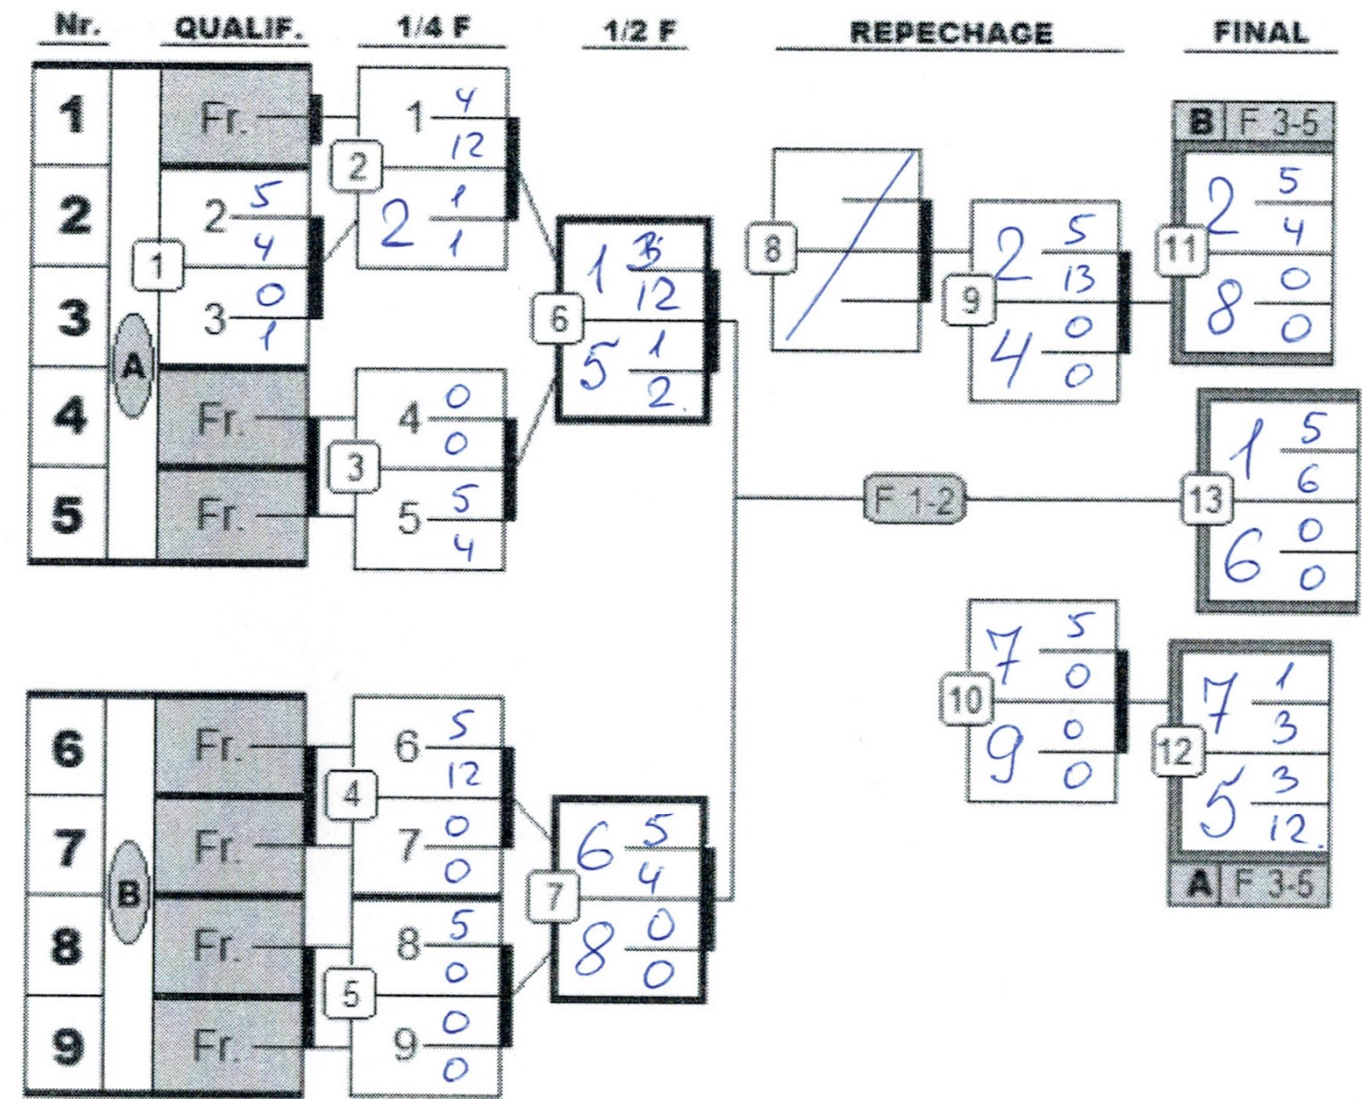 Nr. QUALIF. 1/4 F 1/2 F REPECHAGE FINAL
1 Fr. 1 4 12
2
2 2 5 4 2 1 1
1
3 3 0 1
A
4 Fr. 4 0 0
3
5 Fr. 5 5 4
6 Fr. 6 5 12
4
7 Fr. 7 0 0
B
8 Fr. 8 5 0
5
9 Fr. 9 0 0
1 12
6
5 1 2.
6 5 4
7
8 0 0
8
2 5 13
9
4 0 0
B F 3-5
2 5 4
11
8 0 0
F 1-2
1 5 6
13
6 0 0
7 5 0
10
9 0 0
7 1 3
12
5 3 12.
A F 3-5